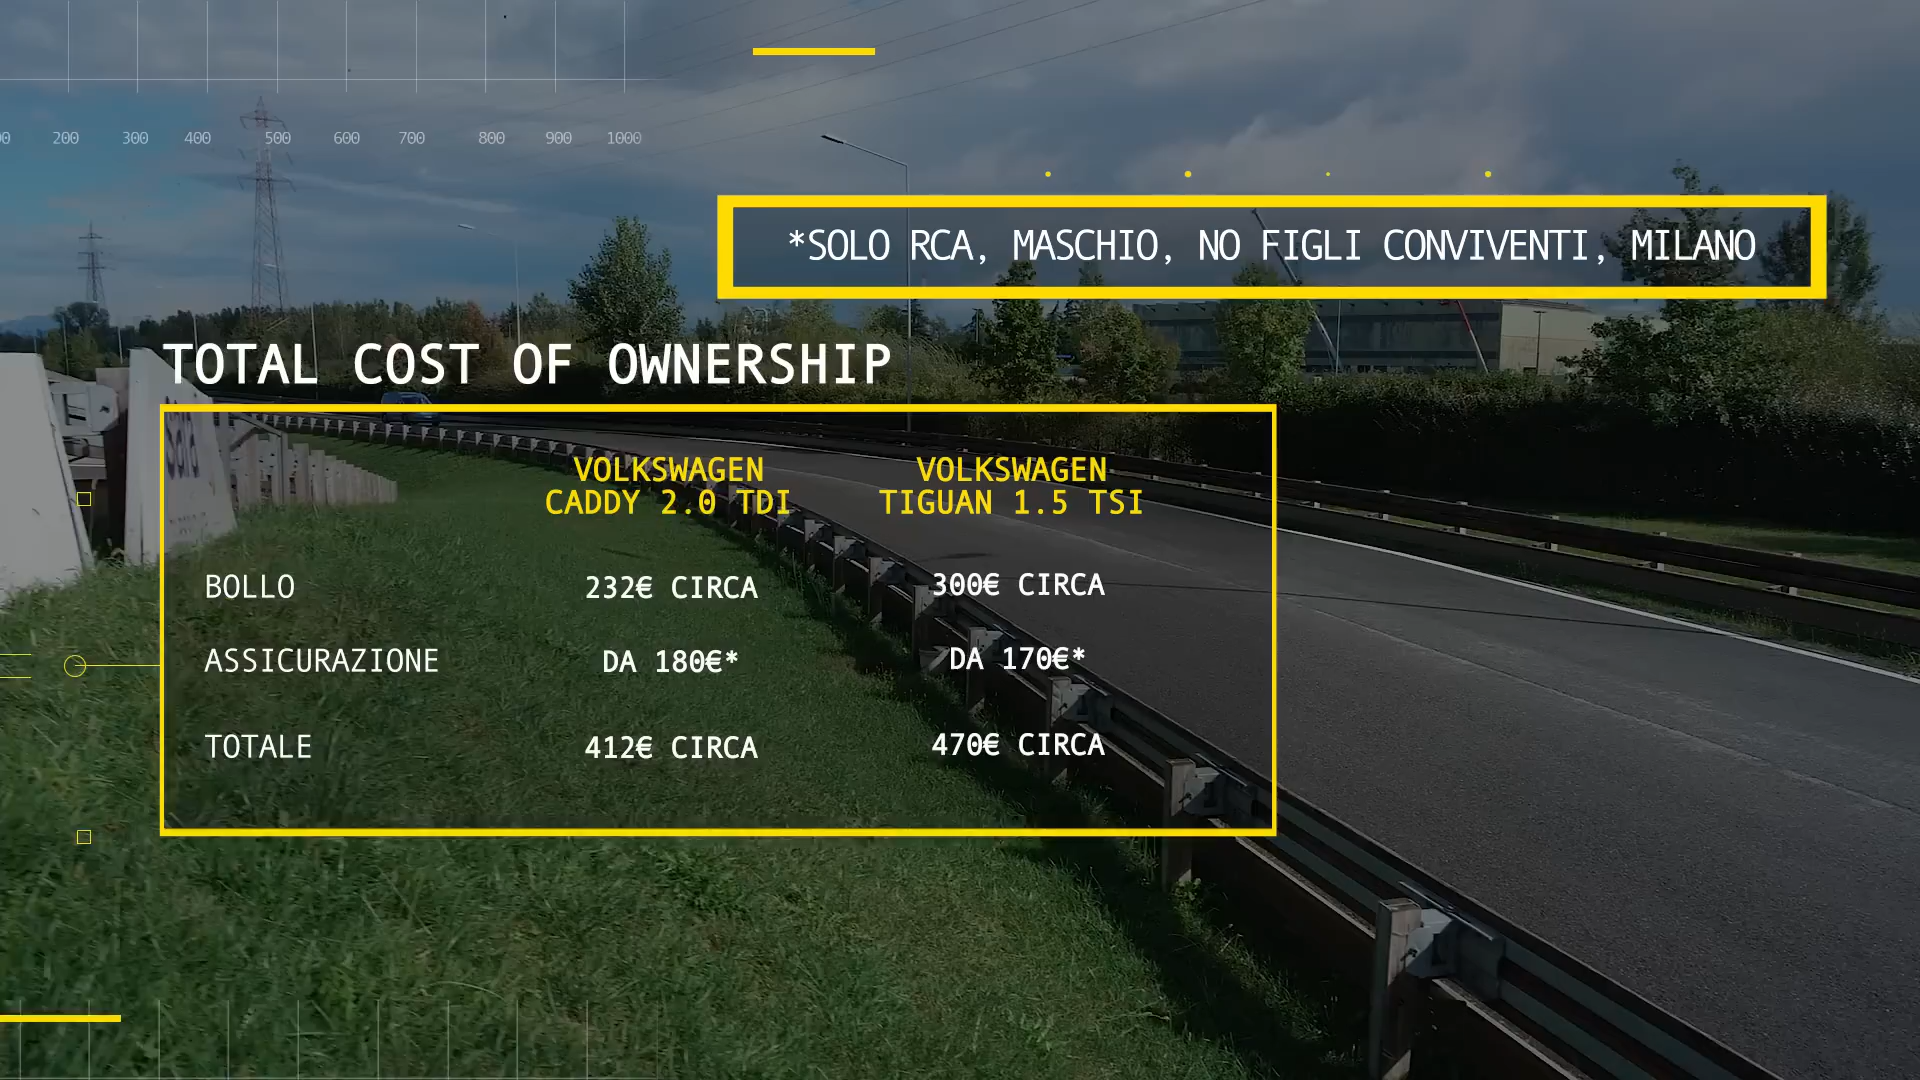 00 200 300 400 500 600 700 800 900 1000
*SOLO RCA, MASCHIO, NO FIGLI CONVIVENTI, MILANO
TOTAL COST OF OWNERSHIP
VOLKSWAGEN CADDY 2.0 TDI
VOLKSWAGEN TIGUAN 1.5 TSI
BOLLO 232€ CIRCA 300€ CIRCA
ASSICURAZIONE DA 180€* DA 170€*
TOTALE 412€ CIRCA 470€ CIRCA